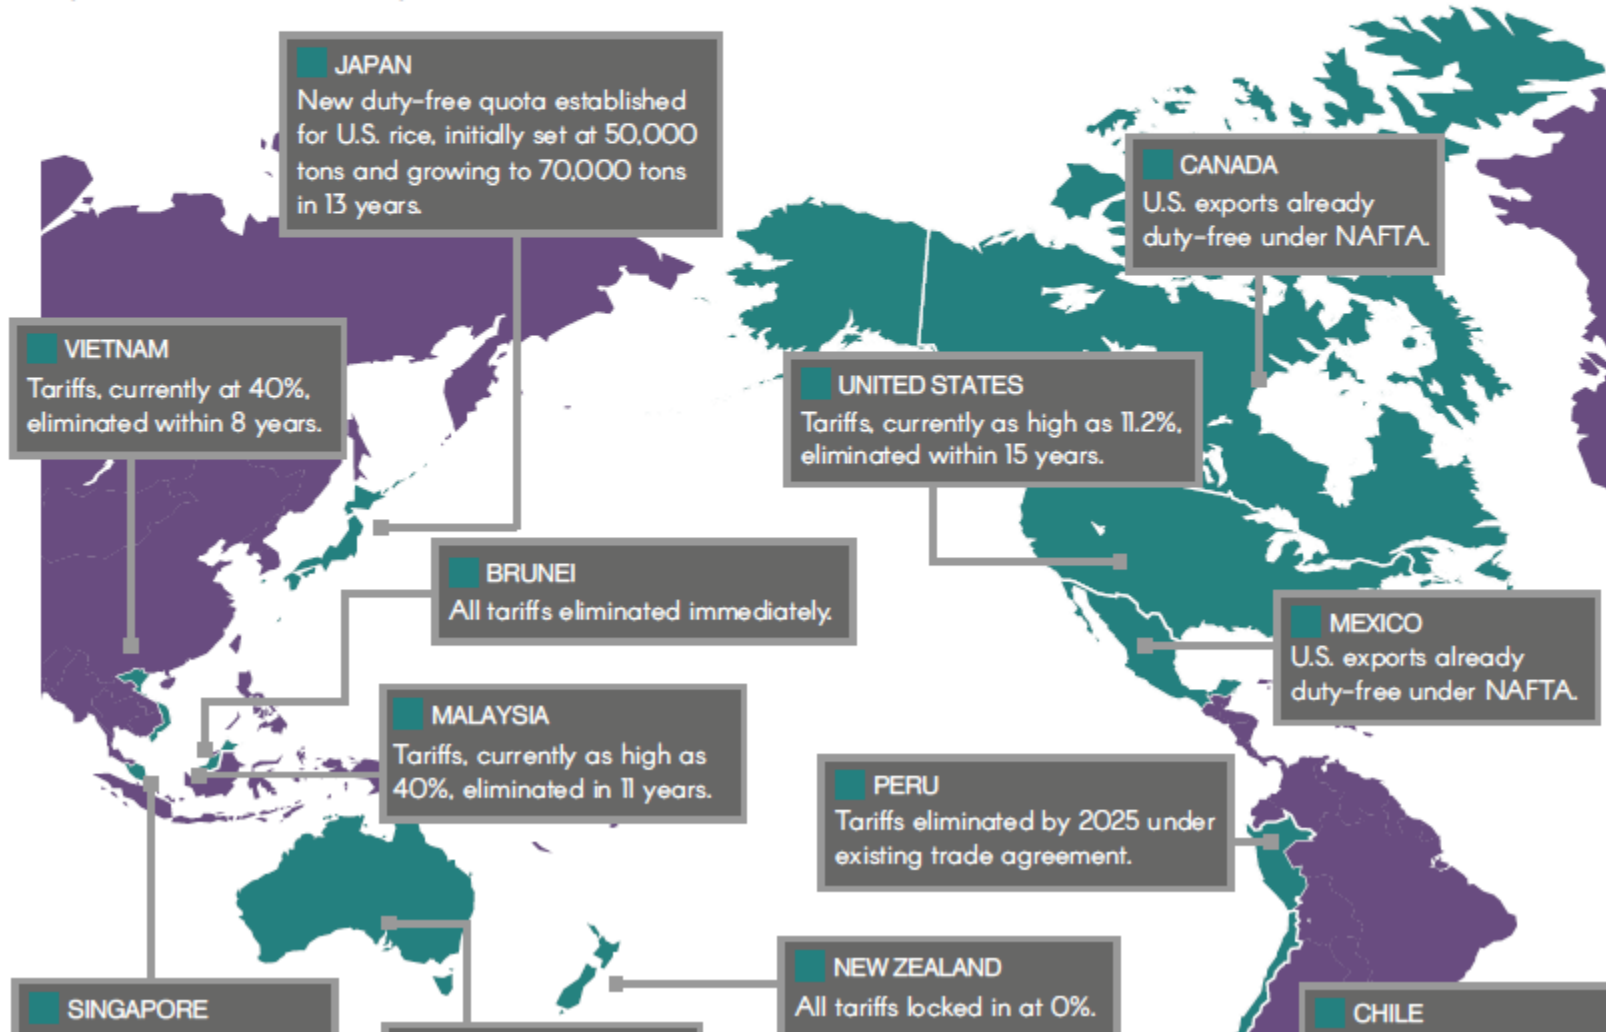 JAPAN
New duty-free quota established
for U.S. rice, initially set at 50,000
tons and growing to 70,000 tons
in 13 years.
CANADA
U.S. exports already
duty-free under NAFTA.
VIETNAM
Tariffs, currently at 40%,
eliminated within 8 years.
UNITED STATES
Tariffs, currently as high as 11.2%,
eliminated within 15 years.
BRUNEI
All tariffs eliminated immediately.
MEXICO
U.S. exports already
duty-free under NAFTA.
MALAYSIA
Tariffs, currently as high as
40%, eliminated in 11 years.
PERU
Tariffs eliminated by 2025 under
existing trade agreement.
NEW ZEALAND
All tariffs locked in at 0%.
SINGAPORE
CHILE